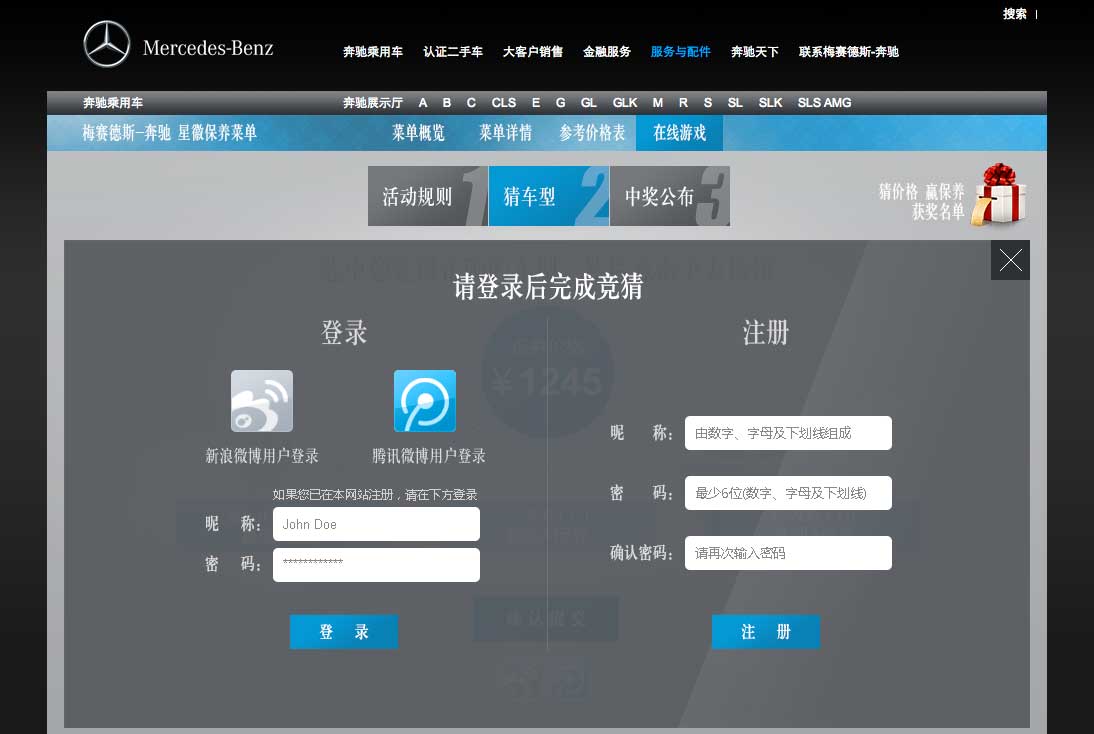 搜索 |
Mercedes-Benz
奔驰乘用车 认证二手车 大客户销售 金融服务 服务与配件 奔驰天下 联系梅赛德斯-奔驰
奔驰乘用车 奔驰展示厅 A B C CLS E G GL GLK M R S SL SLK SLS AMG
梅赛德斯-奔驰 星徽保养菜单 菜单概览 菜单详情 参考价格表 在线游戏
活动规则 1 猜车型 2 中奖公布 3
猜价格 赢保养
获奖名单
请登录后完成竞猜
登录 注册
¥1245
新浪微博用户登录 腾讯微博用户登录
昵 称: 由数字、字母及下划线组成
如果您已在本网站注册，请在下方登录
密 码: 最少6位(数字、字母及下划线)
昵 称: John Doe
确认密码: 请再次输入密码
密 码: ************
确认提交
登 录 注 册